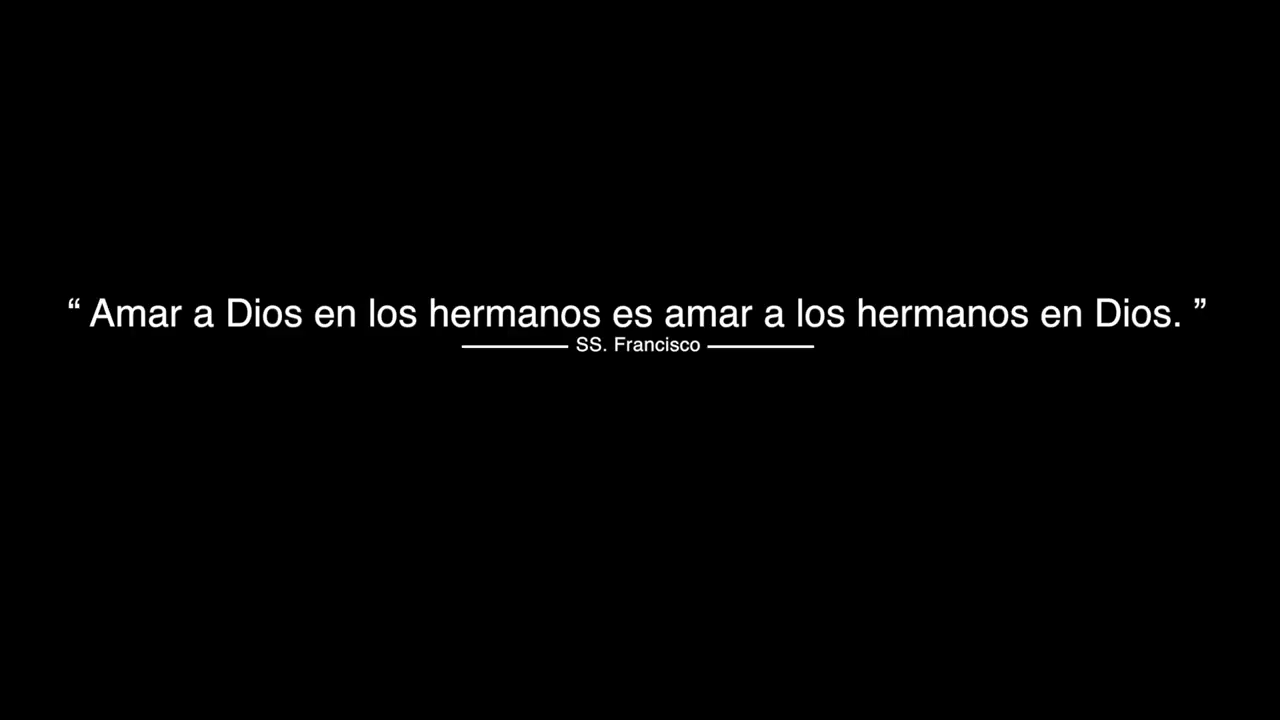 “ Amar a Dios en los hermanos es amar a los hermanos en Dios. ”
SS. Francisco